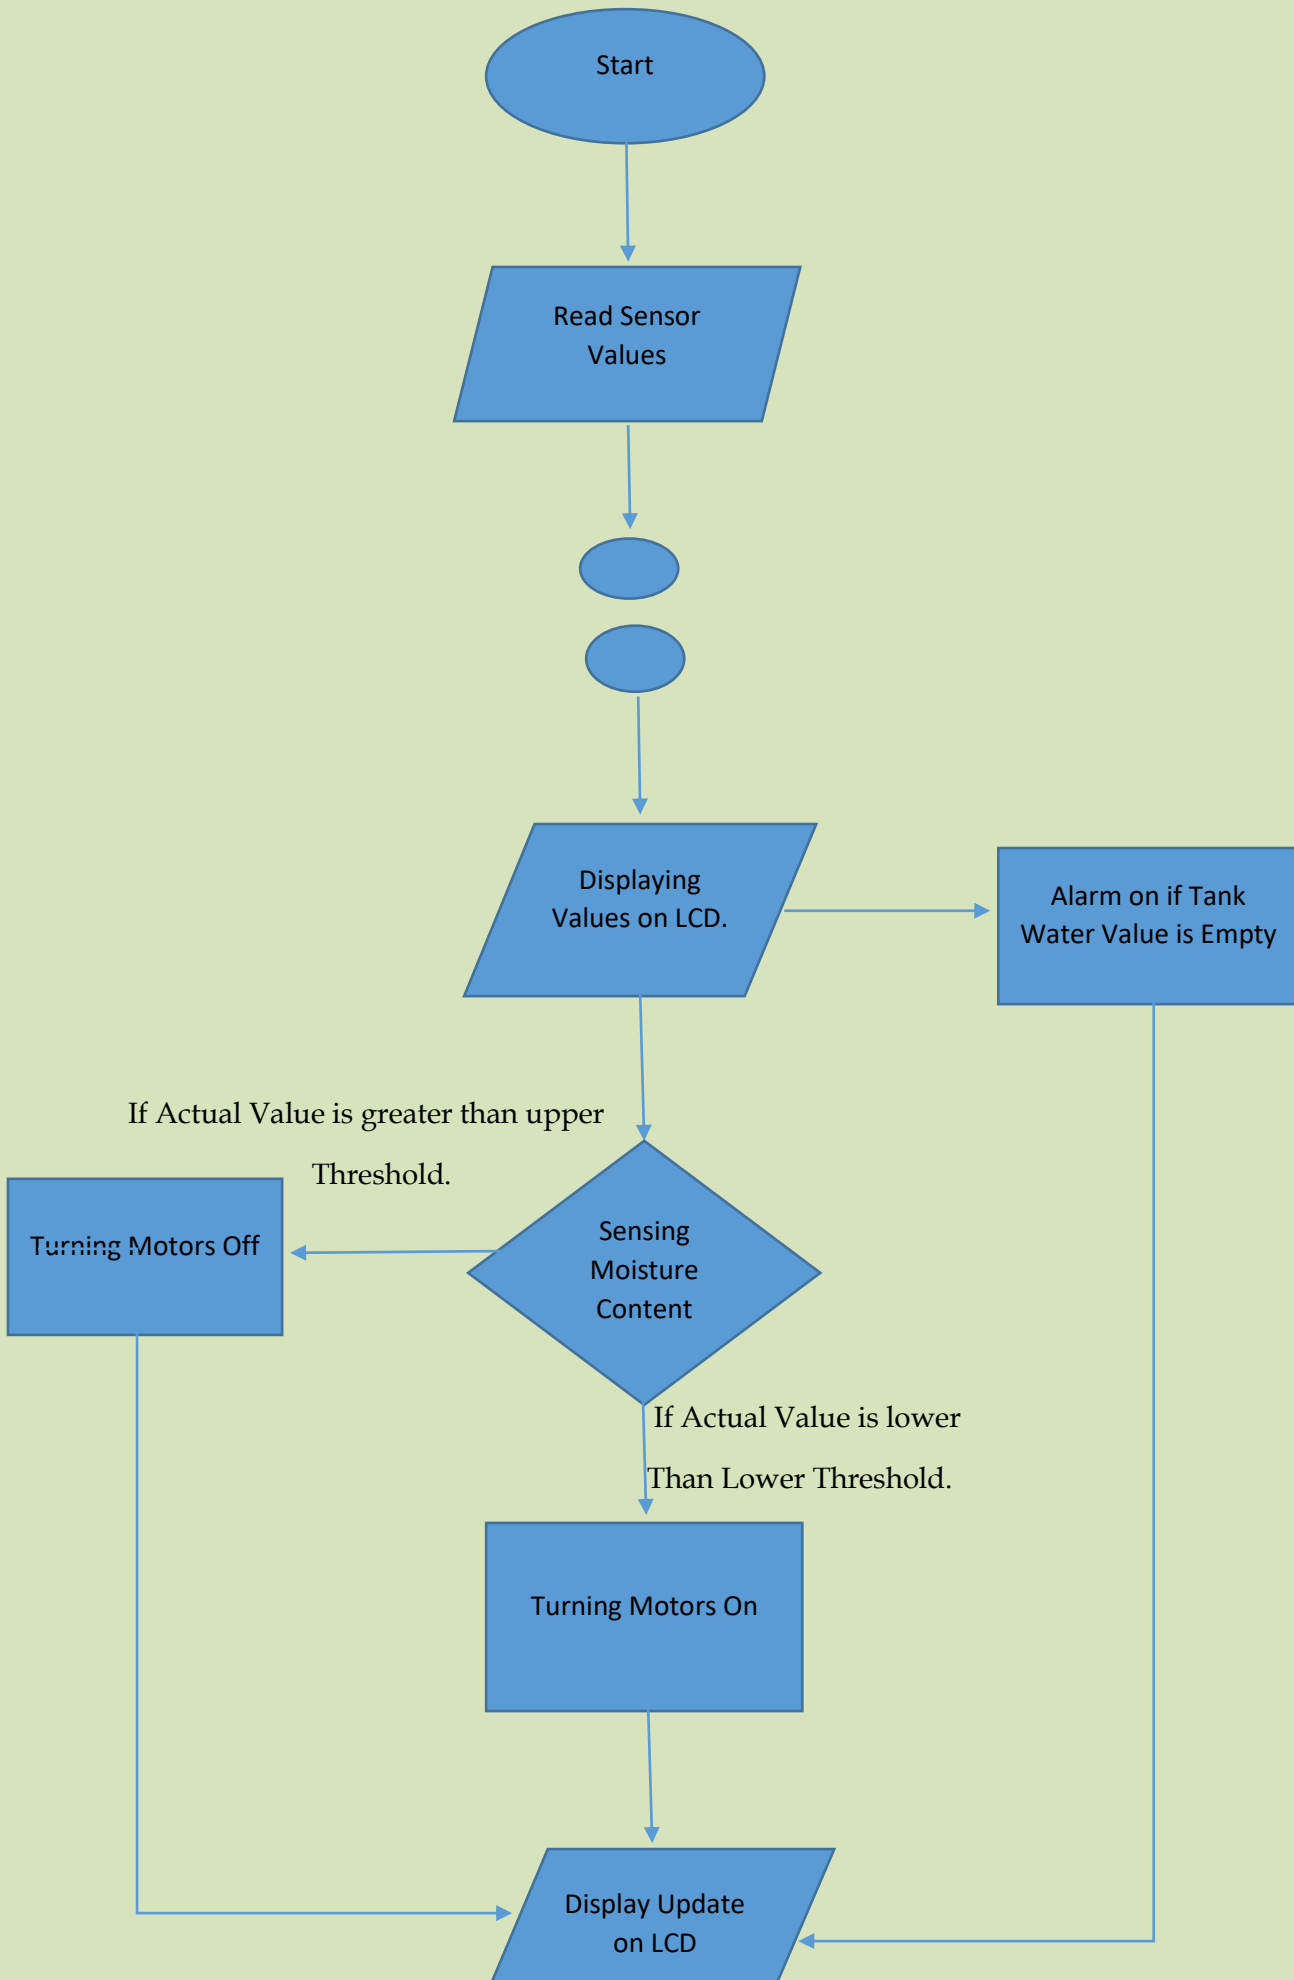 Start
Read Sensor
Values
Displaying
Values on LCD.
Alarm on if Tank
Water Value is Empty
If Actual Value is greater than upper
Threshold.
Turning Motors Off
Sensing
Moisture
Content
If Actual Value is lower
Than Lower Threshold.
Turning Motors On
Display Update
on LCD